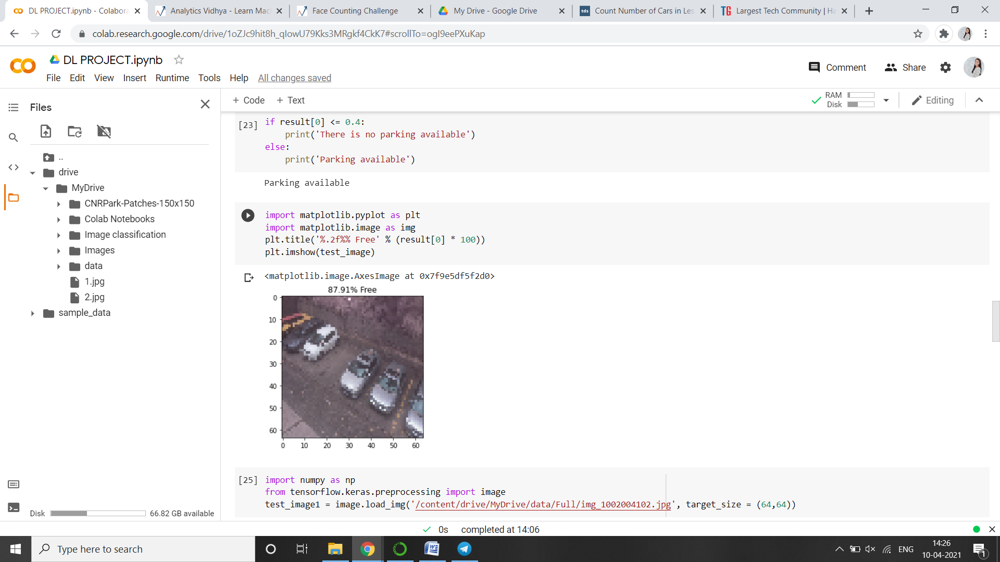 DL PROJECT.ipynb - Colabora
Analytics Vidhya - Learn Mac
Face Counting Challenge
My Drive - Google Drive
tds
Count Number of Cars in Les
TG
Largest Tech Community | Ha
colab.research.google.com/drive/1oZJc9hit8h_qIowU79Kks3MRgkf4CkK7#scrollTo=ogI9eePXuKap
DL PROJECT.ipynb
Comment
Share
File Edit View Insert Runtime Tools Help All changes saved
Files
+ Code + Text
RAM
Disk
Editing
..
drive
MyDrive
CNRPark-Patches-150x150
Colab Notebooks
Image classification
Images
data
1.jpg
2.jpg
sample_data
Disk
66.82 GB available
[23]
if result[0] <= 0.4:
print('There is no parking available')
else:
print('Parking available')
Parking available
import matplotlib.pyplot as plt
import matplotlib.image as img
plt.title('%.2f%% Free' % (result[0] * 100))
plt.imshow(test_image)
<matplotlib.image.AxesImage at 0x7f9e5df5f2d0>
87.91% Free
0
10
20
30
40
50
60
0 10 20 30 40 50 60
[25]
import numpy as np
from tensorflow.keras.preprocessing import image
test_image1 = image.load_img('/content/drive/MyDrive/data/Full/img_1002004102.jpg', target_size = (64,64))
0s completed at 14:06
Type here to search
ENG
14:26
10-04-2021
1